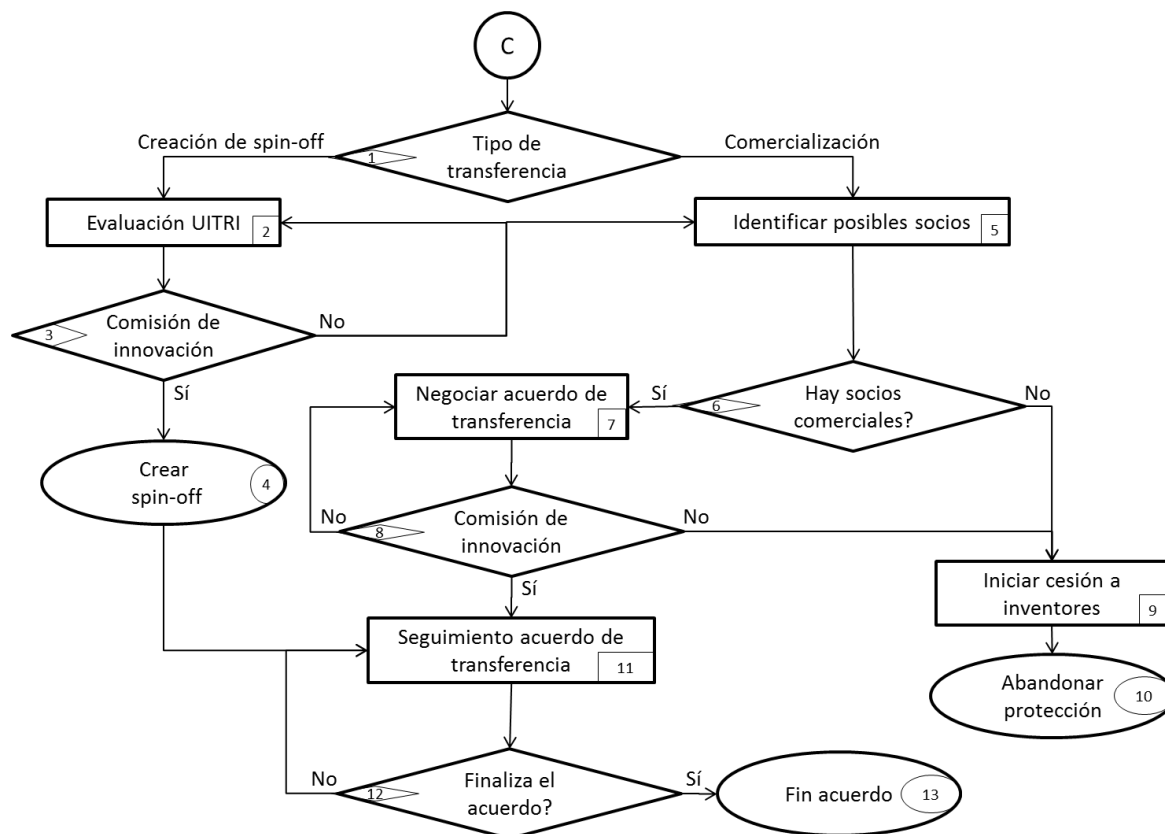 C
Creación de spin-off
Tipo de
transferencia
1
Comercialización
Evaluación UITRI
2
Identificar posibles socios
5
Comisión de
innovación
3
No
Sí
Negociar acuerdo de
transferencia
7
Sí
Hay socios
comerciales?
6
No
Crear
spin-off
4
No
Comisión de
innovación
8
No
Sí
Iniciar cesión a
inventores
9
Seguimiento acuerdo de
transferencia
11
Abandonar
protección
10
No
Finaliza el
acuerdo?
12
Sí
Fin acuerdo
13